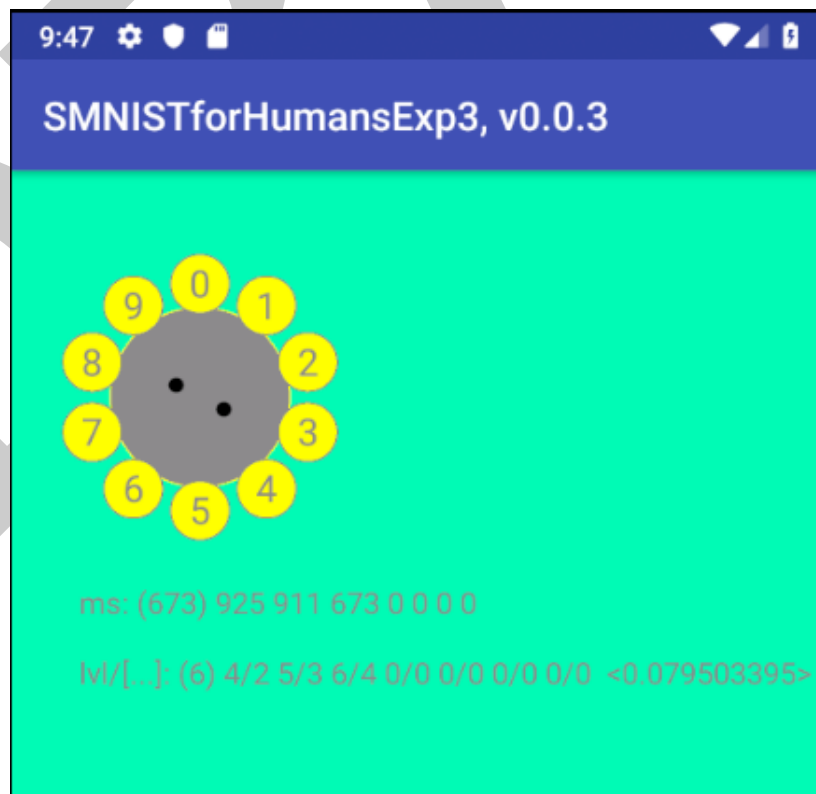 9:47
SMNISTforHumansExp3, v0.0.3
0
9 1
8 2
7 3
6 4
5
ms: (673) 925 911 673 0 0 0 0
lvl/[...]: (6) 4/2 5/3 6/4 0/0 0/0 0/0 0/0 <0.079503395>